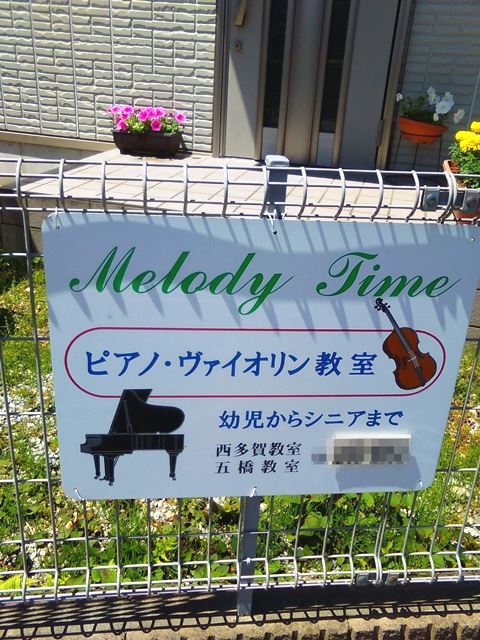 Melody Time
ピアノ・ヴァイオリン教室
幼児からシニアまで
西多賀教室
五橋教室